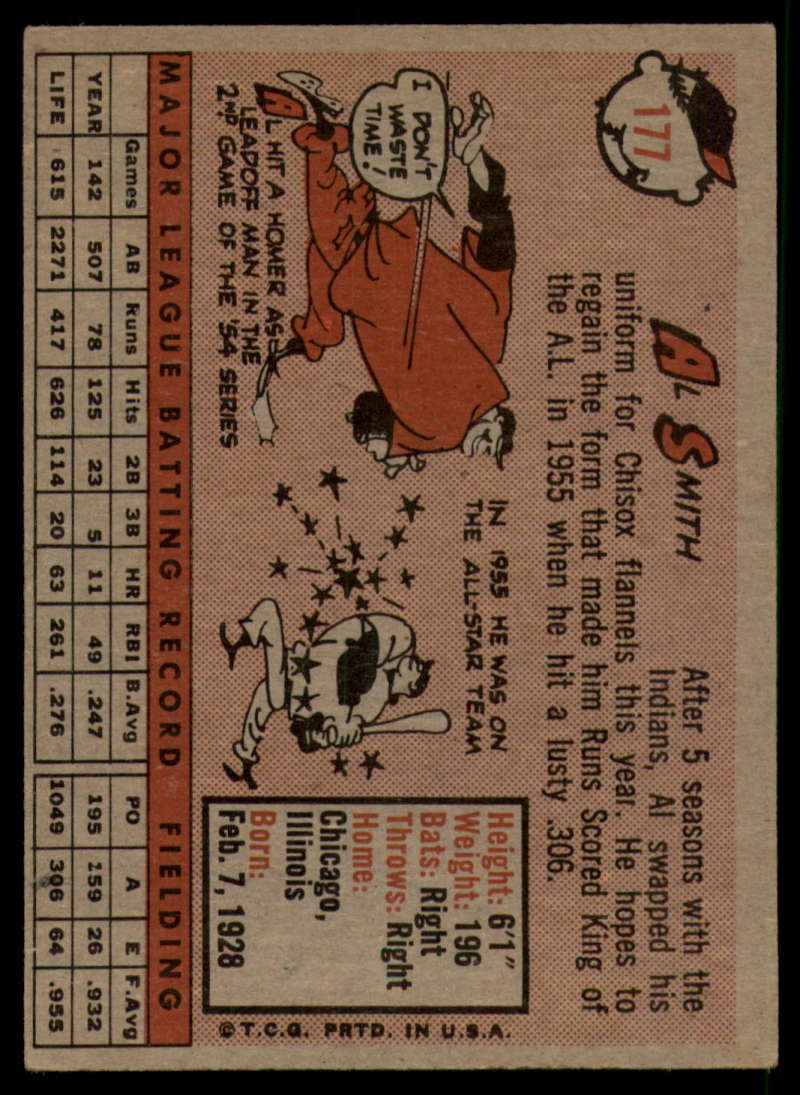 177
AL SMITH
After 5 seasons with the
Indians, Al swapped his
uniform for Chisox flannels this year. He hopes to
regain the form that made him Runs Scored King of
the A.L. in 1955 when he hit a lusty .306.
I DON'T
WASTE
TIME!
AL HIT A HOMER AS
LEADOFF MAN IN THE
2ND GAME OF THE '54 SERIES
IN 1955 HE WAS ON
THE ALL-STAR TEAM
Height: 6'1"
Weight: 196
Bats: Right
Throws: Right
Home:
Chicago,
Illinois
Born:
Feb. 7, 1928
©T.C.G. PRTD. IN U.S.A.
MAJOR LEAGUE BATTING RECORD FIELDING
Games AB Runs Hits 2B 3B HR RBI B.Avg PO A E F.Avg
YEAR 142 507 78 125 23 5 11 49 .247 195 159 26 .932
LIFE 615 2271 417 626 114 20 63 261 .276 1049 306 64 .955